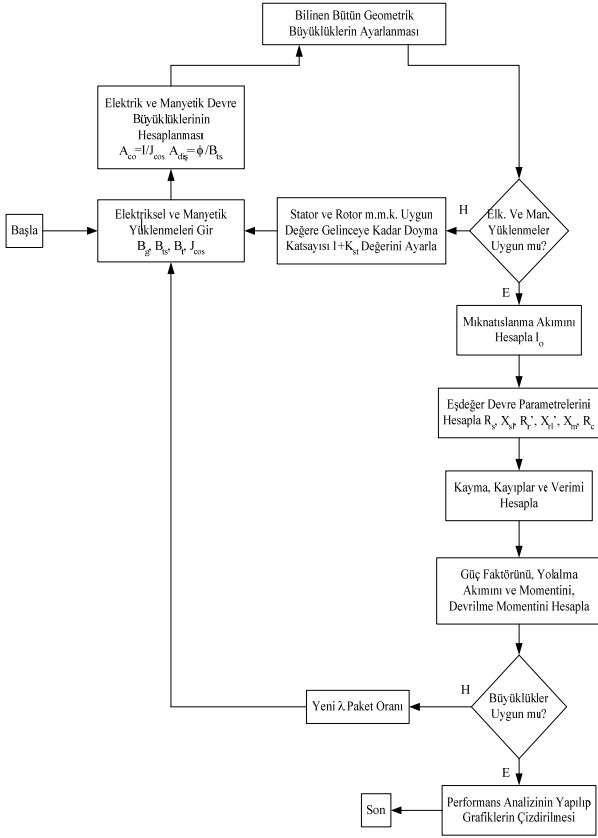 Bilinen Bütün Geometrik
Büyüklüklerin Ayarlanması
Elektrik ve Manyetik Devre
Büyüklüklerinin
Hesaplanması
A_co=I/J_cos A_diş=ϕ/B_ts
Başla
Elektriksel ve Manyetik
Yüklenmeleri Gir
B_g, B_ts, B_r, J_cos
Stator ve Rotor m.m.k. Uygun
Değere Gelinceye Kadar Doyma
Katsayısı 1+K_st Değerini Ayarla
H
Elk. Ve Man.
Yüklenmeler
Uygun mu?
E
Mıknatıslanma Akımını
Hesapla I_o
Eşdeğer Devre Parametrelerini
Hesapla R_s, X_sl, R_r', X_rl', X_m, R_c
Kayma, Kayıplar ve Verimi
Hesapla
Güç Faktörünü, Yolalma
Akımını ve Momentini,
Devrilme Momentini Hesapla
Büyüklükler
Uygun mu?
H
Yeni λ Paket Oranı
E
Performans Analizinin Yapılıp
Grafiklerin Çizdirilmesi
Son